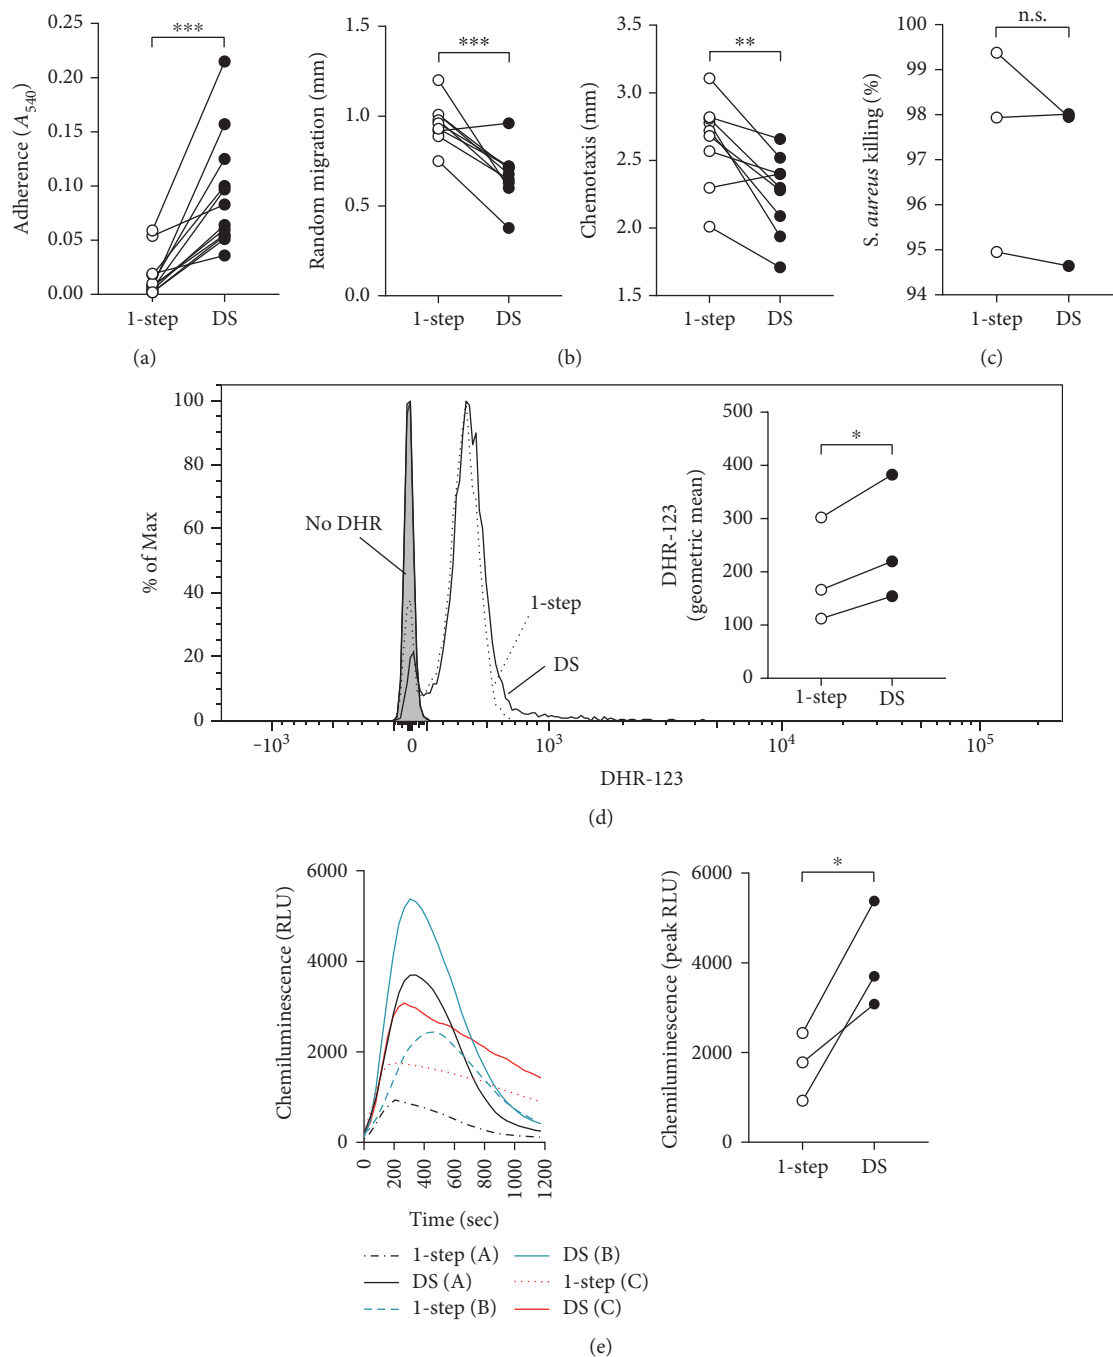 Adherence (A540)
0.25
0.20
0.15
0.10
0.05
0.00
***
1-step DS
(a)
Random migration (mm)
1.5
1.0
0.5
0.0
***
1-step DS
Chemotaxis (mm)
3.5
3.0
2.5
2.0
1.5
**
1-step DS
(b)
S. aureus killing (%)
100
99
98
97
96
95
94
n.s.
1-step DS
(c)
% of Max
100
80
60
40
20
0
No DHR
1-step
DS
-10³ 0 10³ 10⁴ 10⁵
DHR-123
DHR-123
(geometric mean)
500
400
300
200
100
0
*
1-step DS
(d)
Chemiluminescence (RLU)
6000
4000
2000
0
0 200 400 600 800 1000 1200
Time (sec)
1-step (A)
DS (A)
1-step (B)
DS (B)
1-step (C)
DS (C)
Chemiluminescence (peak RLU)
6000
4000
2000
0
*
1-step DS
(e)